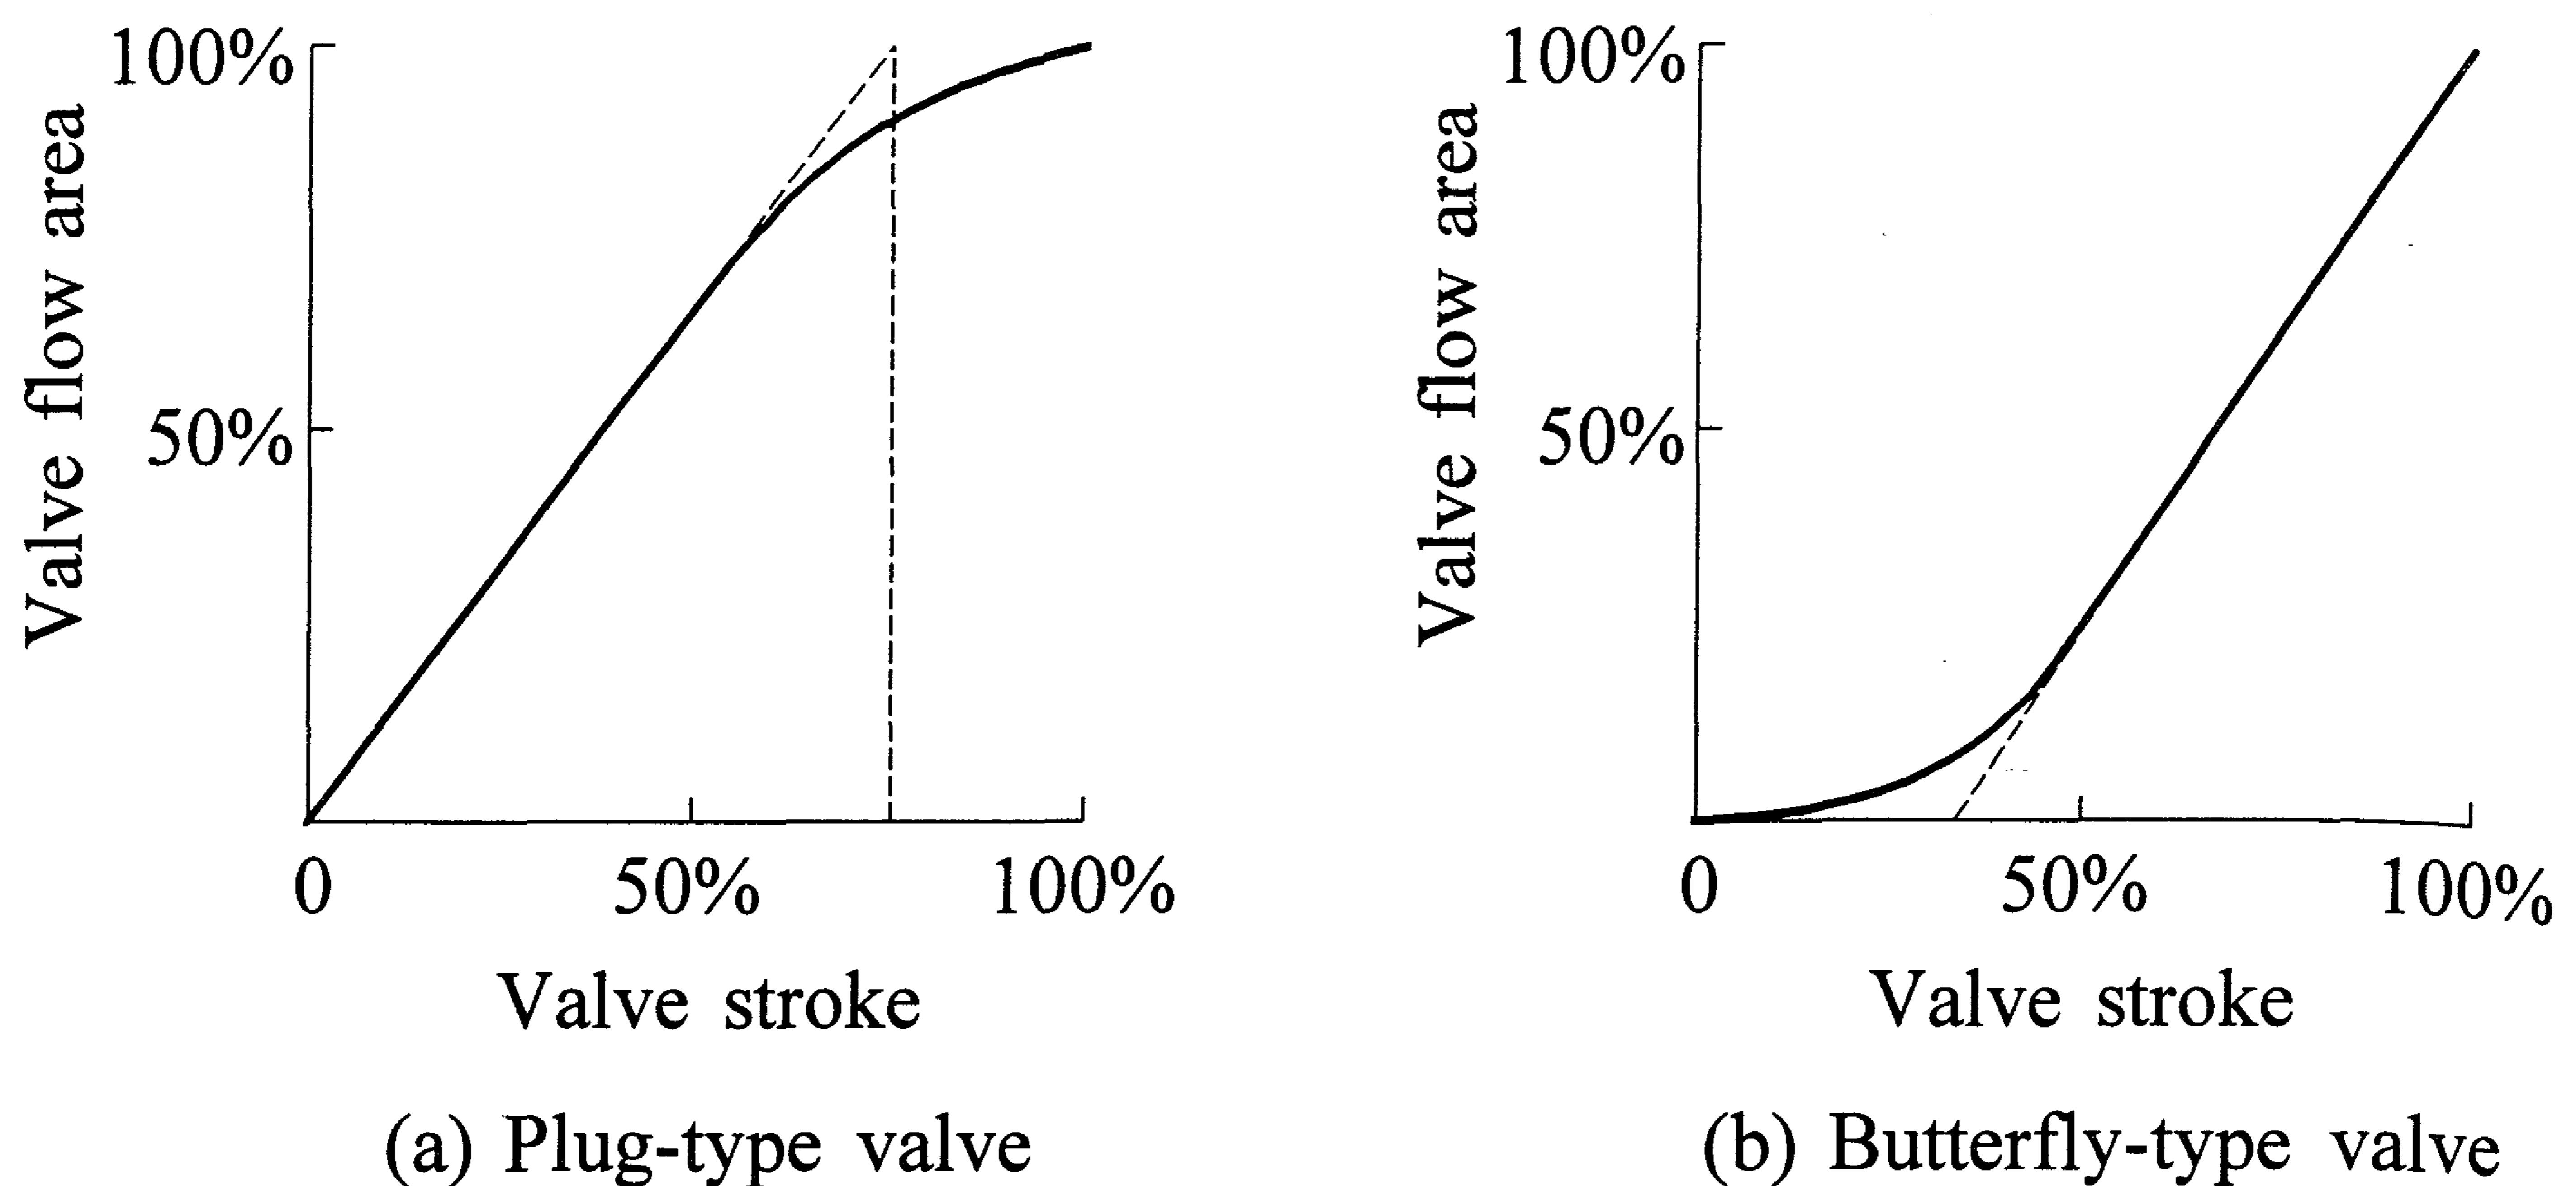 100%
Valve flow area
50%
0
50%
100%
Valve stroke
(a) Plug-type valve
100%
Valve flow area
50%
0
50%
100%
Valve stroke
(b) Butterfly-type valve